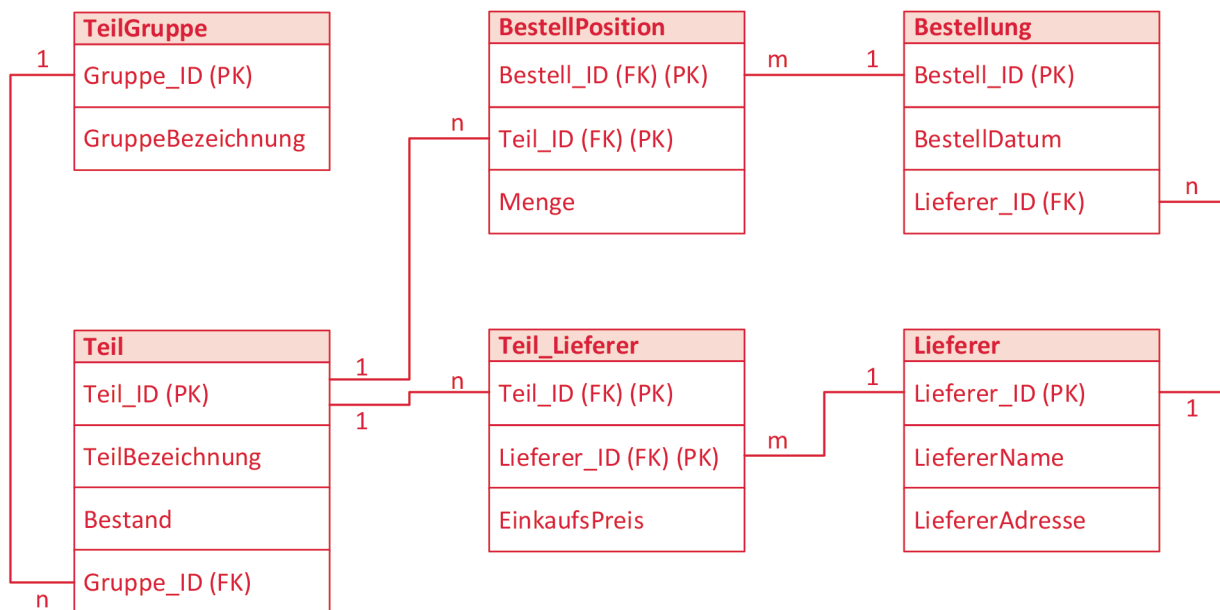 TeilGruppe
1
Gruppe_ID (PK)
GruppeBezeichnung
BestellPosition
Bestell_ID (FK) (PK)
m
1
n
Teil_ID (FK) (PK)
Menge
Bestellung
Bestell_ID (PK)
BestellDatum
Lieferer_ID (FK)
n
Teil
Teil_ID (PK)
1
1
TeilBezeichnung
Bestand
Gruppe_ID (FK)
n
Teil_Lieferer
n
Teil_ID (FK) (PK)
Lieferer_ID (FK) (PK)
m
EinkaufsPreis
Lieferer
1
Lieferer_ID (PK)
1
LiefererName
LiefererAdresse